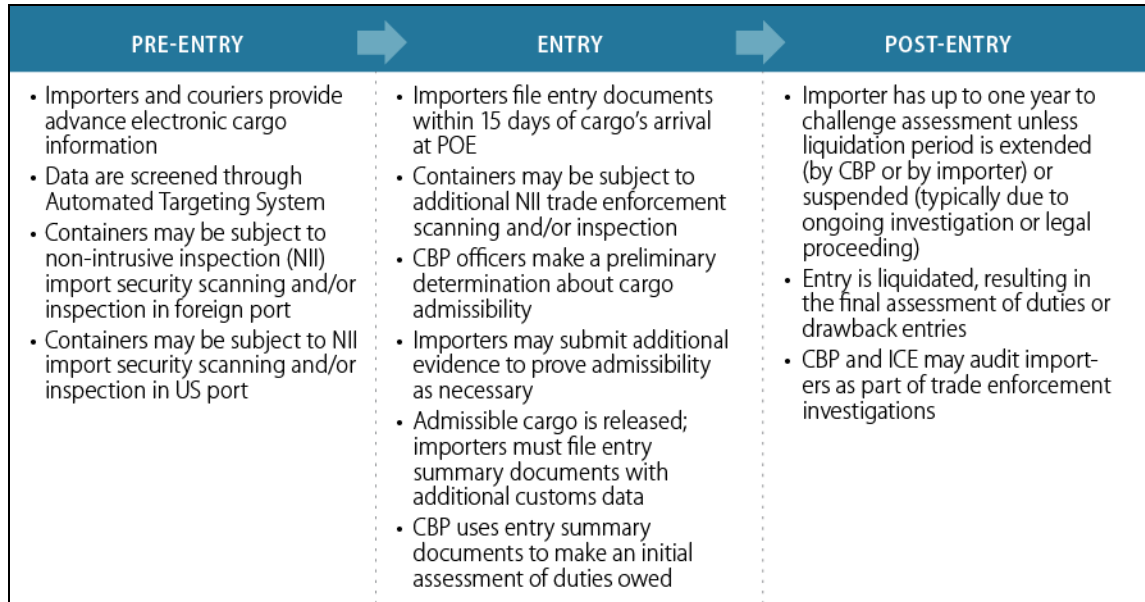 PRE-ENTRY
• Importers and couriers provide
advance electronic cargo
information
• Data are screened through
Automated Targeting System
• Containers may be subject to
non-intrusive inspection (NII)
import security scanning and/or
inspection in foreign port
• Containers may be subject to NII
import security scanning and/or
inspection in US port
ENTRY
• Importers file entry documents
within 15 days of cargo's arrival
at POE
• Containers may be subject to
additional NII trade enforcement
scanning and/or inspection
• CBP officers make a preliminary
determination about cargo
admissibility
• Importers may submit additional
evidence to prove admissibility
as necessary
• Admissible cargo is released;
importers must file entry
summary documents with
additional customs data
• CBP uses entry summary
documents to make an initial
assessment of duties owed
POST-ENTRY
• Importer has up to one year to
challenge assessment unless
liquidation period is extended
(by CBP or by importer) or
suspended (typically due to
ongoing investigation or legal
proceeding)
• Entry is liquidated, resulting in
the final assessment of duties or
drawback entries
• CBP and ICE may audit import-
ers as part of trade enforcement
investigations